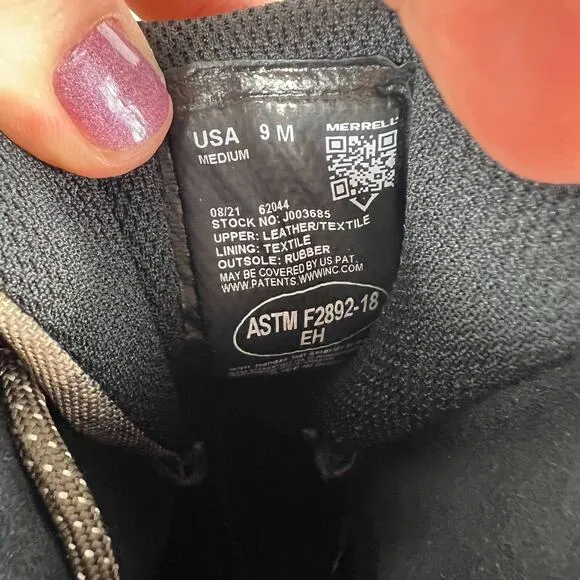 USA 9 M
MEDIUM
MERRELL
08/21 62044
STOCK NO: J003685
UPPER: LEATHER/TEXTILE
LINING: TEXTILE
OUTSOLE: RUBBER
MAY BE COVERED BY US PAT.
WWW.PATENTS.WWWINC.COM
ASTM F2892-18
EH